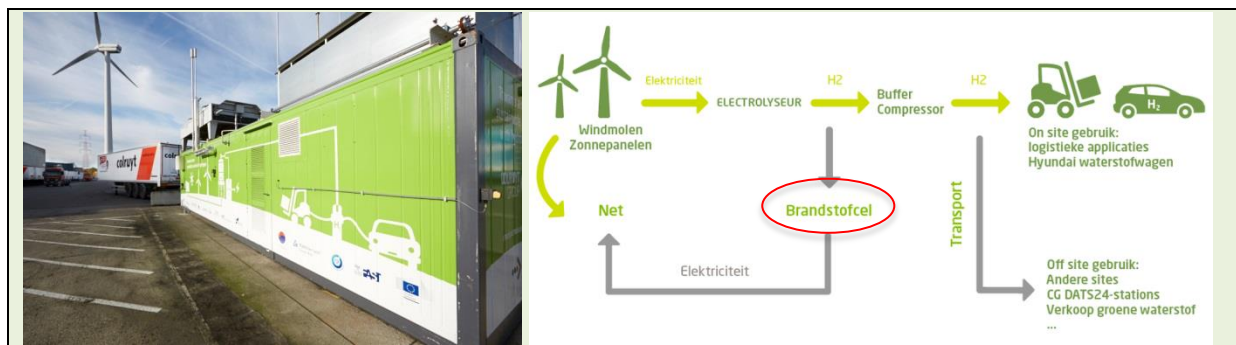 colruyt
Elektriciteit
H2
H2
ELECTROLYSEUR
Buffer
Compressor
Windmolen
Zonnepanelen
H₂
On site gebruik:
logistieke applicaties
Hyundai waterstofwagen
Net
Brandstofcel
Transport
Elektriciteit
Off site gebruik:
Andere sites
CG DATS24-stations
Verkoop groene waterstof
...